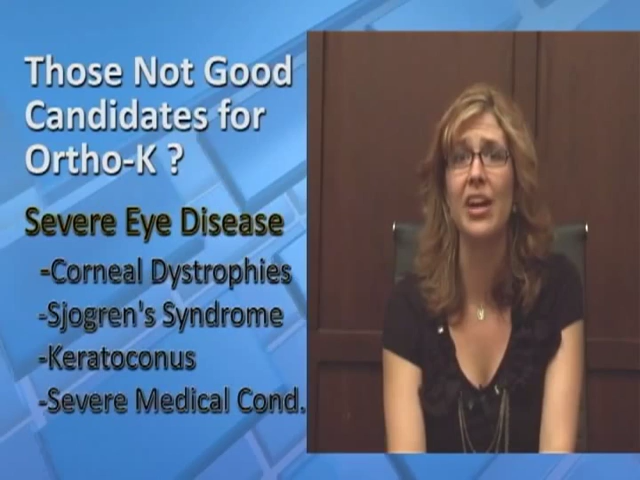 Those Not Good
Candidates for
Ortho-K ?
Severe Eye Disease
-Corneal Dystrophies
-Sjogren's Syndrome
-Keratoconus
-Severe Medical Cond.